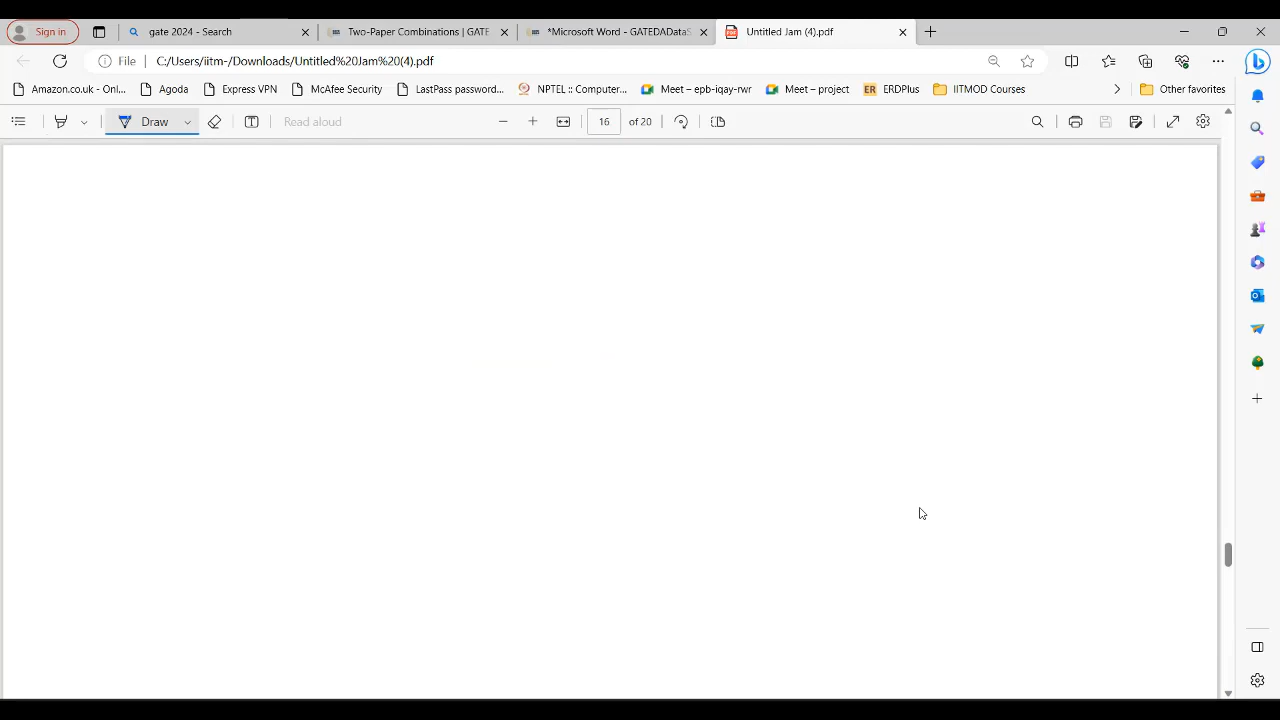 Sign in
gate 2024 - Search
Two-Paper Combinations | GATE
*Microsoft Word - GATEDADataS
Untitled Jam (4).pdf
File
C:/Users/iitm-/Downloads/Untitled%20Jam%20(4).pdf
Amazon.co.uk - Onl...
Agoda
Express VPN
McAfee Security
LastPass password...
NPTEL :: Computer...
Meet – epb-iqay-rwr
Meet – project
ER ERDPlus
IITMOD Courses
Other favorites
Draw
Read aloud
16 of 20